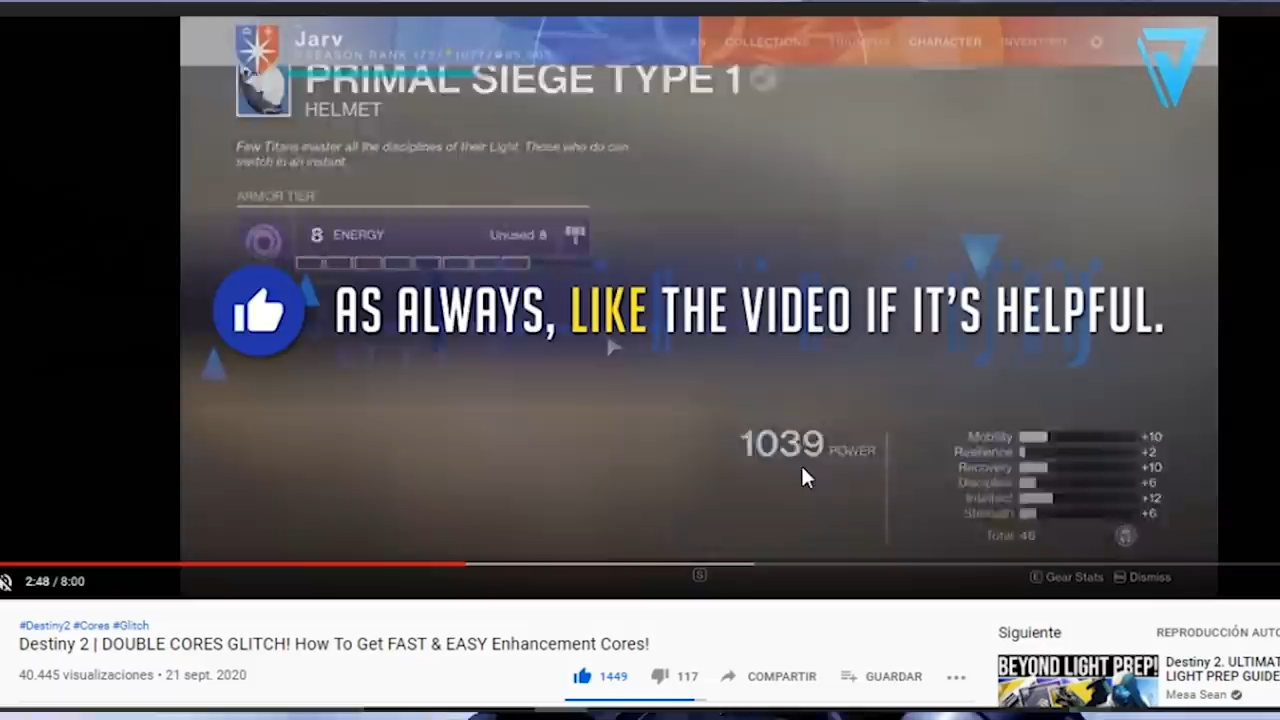 Jarv
COLLECTIONS
CHARACTER
PRIMAL SIEGE TYPE 1
HELMET
Few Titans master all the disciplines of their Light. Those who do can
switch in an instant.
ARMOR TIER
8 ENERGY Unused 8
AS ALWAYS, LIKE THE VIDEO IF IT'S HELPFUL.
1039 POWER
Mobility +10
Resilience +2
Recovery +10
Discipline +6
Intellect +12
Strength +6
Total 46
S
E Gear Stats Dismiss
2:48 / 8:00
#Destiny2 #Cores #Glitch
Destiny 2 | DOUBLE CORES GLITCH! How To Get FAST & EASY Enhancement Cores!
40.445 visualizaciones • 21 sept. 2020
1449 117 COMPARTIR GUARDAR
Siguiente REPRODUCCIÓN AUTO
BEYOND LIGHT PREP!
Destiny 2. ULTIMAT
LIGHT PREP GUIDE
Mesa Sean